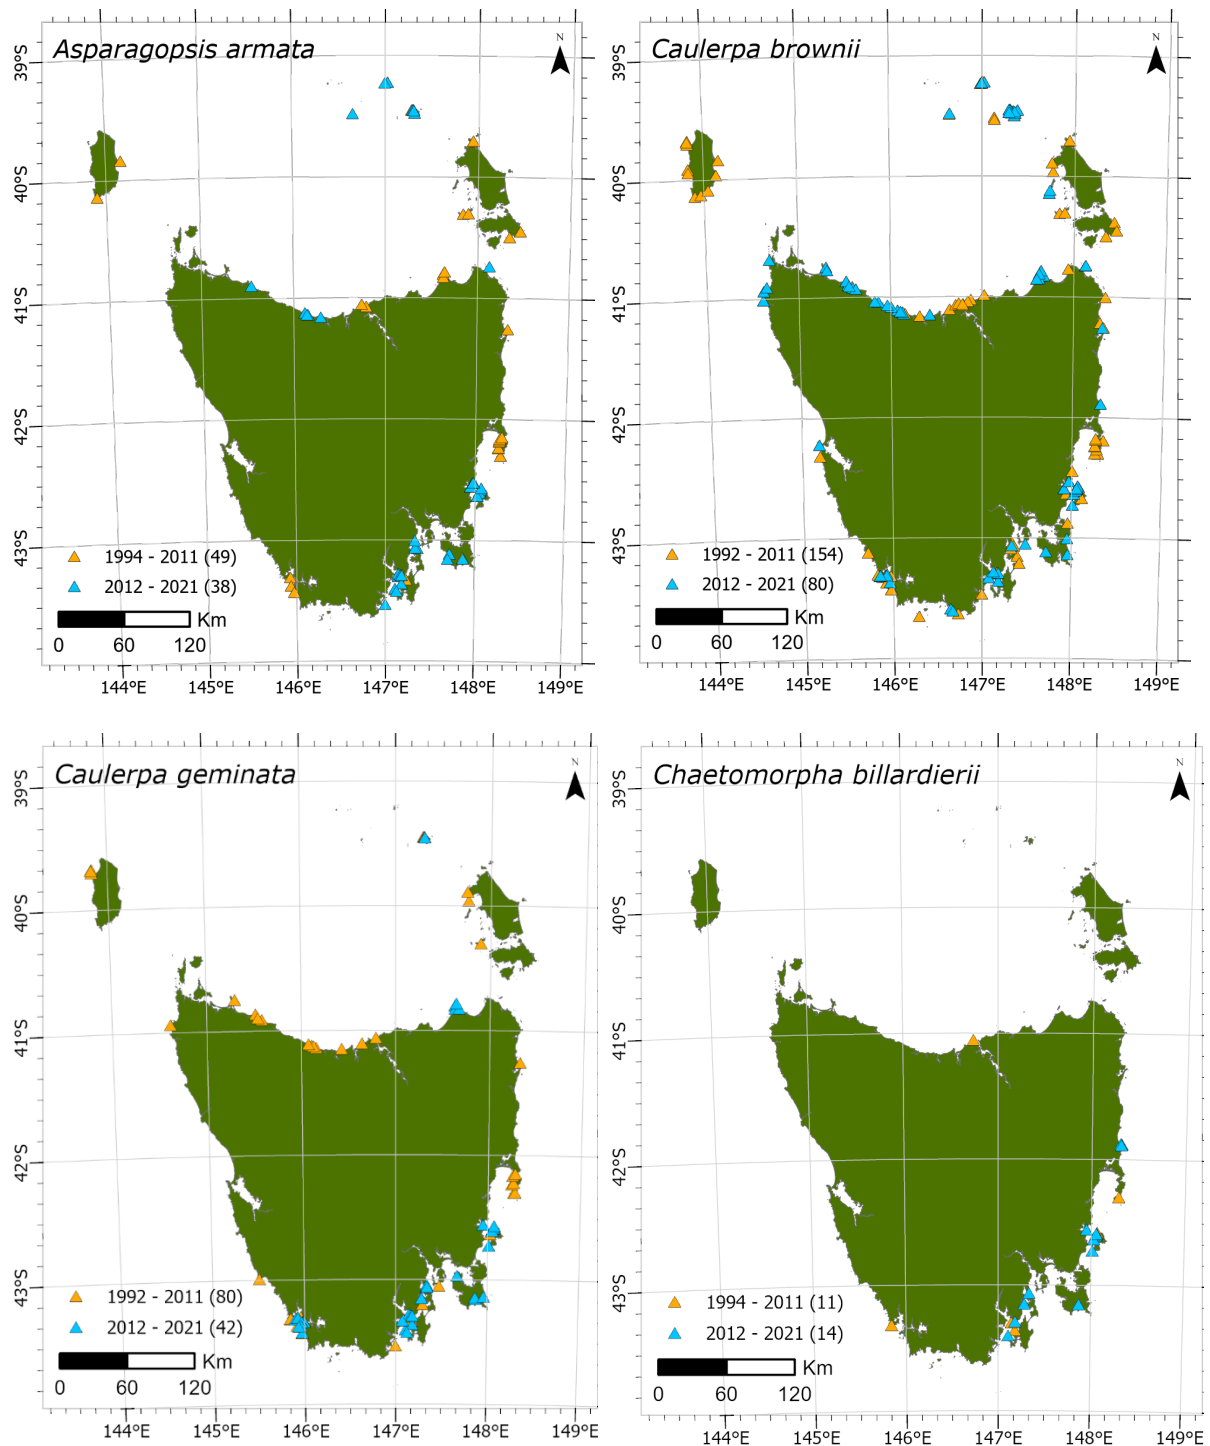 Asparagopsis armata
N
39°S
40°S
41°S
42°S
43°S
1994 - 2011 (49)
2012 - 2021 (38)
Km
0 60 120
144°E 145°E 146°E 147°E 148°E 149°E
Caulerpa brownii
N
39°S
40°S
41°S
42°S
43°S
1992 - 2011 (154)
2012 - 2021 (80)
Km
0 60 120
144°E 145°E 146°E 147°E 148°E 149°E
Caulerpa geminata
N
39°S
40°S
41°S
42°S
43°S
1992 - 2011 (80)
2012 - 2021 (42)
Km
0 60 120
144°E 145°E 146°E 147°E 148°E 149°E
Chaetomorpha billardierii
N
39°S
40°S
41°S
42°S
43°S
1994 - 2011 (11)
2012 - 2021 (14)
Km
0 60 120
144°E 145°E 146°E 147°E 148°E 149°E